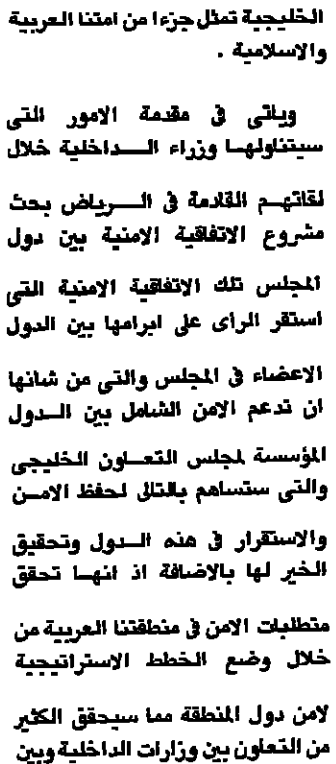 الخليجية تمثل جزءا من امتنا العربية
والاسلامية .
وياتى فى مقدمة الامور التى
سيتناولها وزراء الداخلية خلال
لقائهم القادمة فى الرياض بحث
مشروع الاتفاقية الامنية بين دول
المجلس تلك الاتفاقية الامنية التى
استقر الرأى على ابرامها بين الدول
الاعضاء فى المجلس والتى من شانها
ان تدعم الامن الشامل بين الدول
المؤسسة لمجلس التعاون الخليجى
والتى ستساهم بالتالى لحفظ الامن
والاستقرار فى هذه الدول وتحقيق
الخير لها بالاضافة اذ انها تحقق
متطلبات الامن فى منطقتنا العربية من
خلال وضع الخطط الاستراتيجية
لامن دول المنطقة مما سيحقق الكثير
من التعاون بين وزارات الداخلية وبين